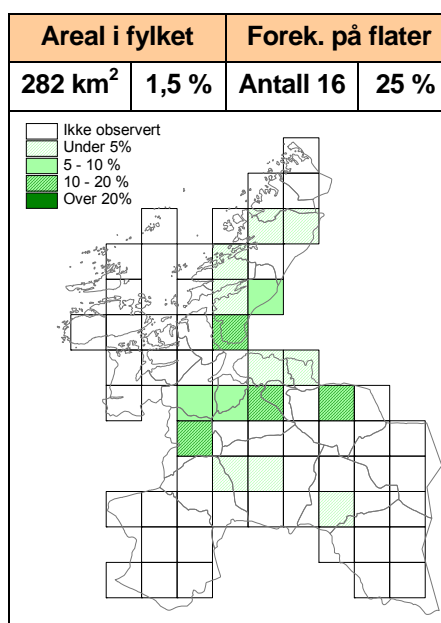 Areal i fylket Forek. på flater
282 km² 1,5 % Antall 16 25 %
Ikke observert
Under 5%
5 - 10 %
10 - 20 %
Over 20%